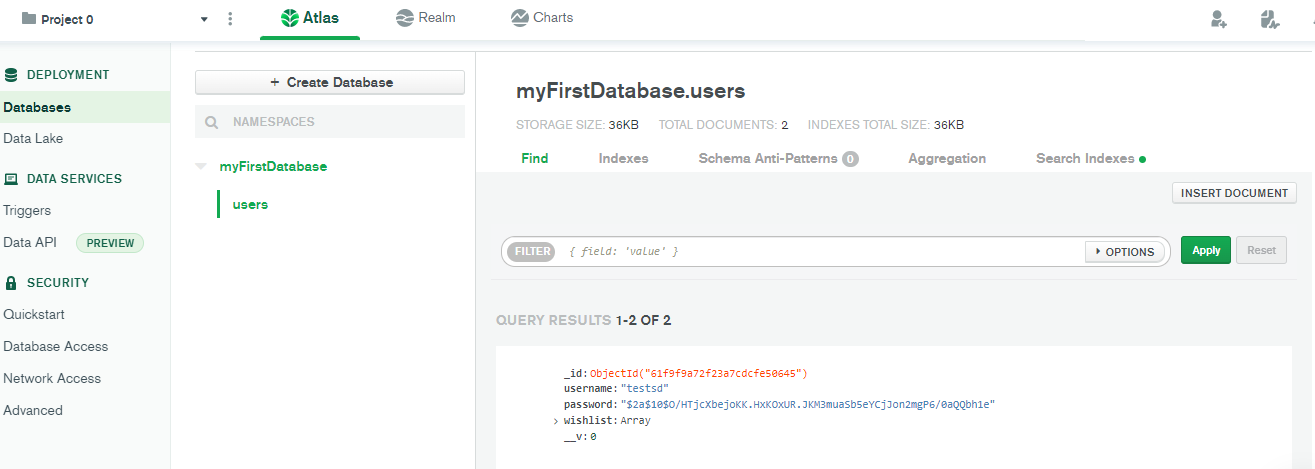 Project 0
Atlas
Realm
Charts
DEPLOYMENT
Databases
Data Lake
DATA SERVICES
Triggers
Data API PREVIEW
SECURITY
Quickstart
Database Access
Network Access
Advanced
+ Create Database
NAMESPACES
myFirstDatabase
users
myFirstDatabase.users
STORAGE SIZE: 36KB TOTAL DOCUMENTS: 2 INDEXES TOTAL SIZE: 36KB
Find Indexes Schema Anti-Patterns 0 Aggregation Search Indexes
INSERT DOCUMENT
FILTER { field: 'value' } OPTIONS Apply Reset
QUERY RESULTS 1-2 OF 2
_id: ObjectId("61f9f9a72f23a7cdcfe50645")
username: "testsd"
password: "$2a$10$O/HTjcXbejoKK.HxKOxUR.JKM3muaSb5eYCjJon2mgP6/0aQQbh1e"
wishlist: Array
__v: 0